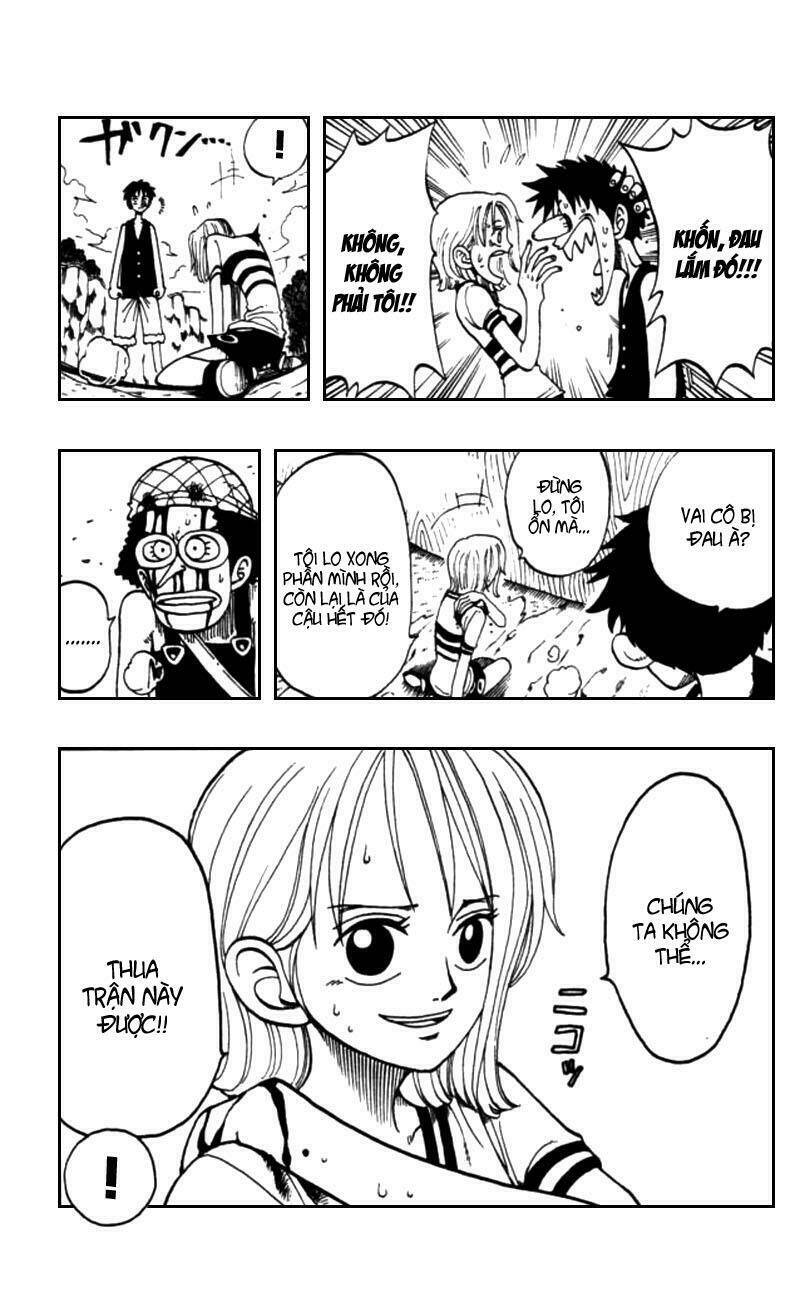 KHỐN, ĐAU
LẮM ĐÓ!!!
KHÔNG,
KHÔNG
PHẢI TÔI!!
!
ガクン...
VAI CÔ BỊ
ĐAU À?
ĐỪNG
LO, TÔI
ỔN MÀ...
TÔI LO XONG
PHẦN MÌNH RỒI,
CÒN LẠI LÀ CỦA
CẬU HẾT ĐÓ!
........
CHÚNG
TA KHÔNG
THỂ...
ニコッ
THUA
TRẬN NÀY
ĐƯỢC!!
!